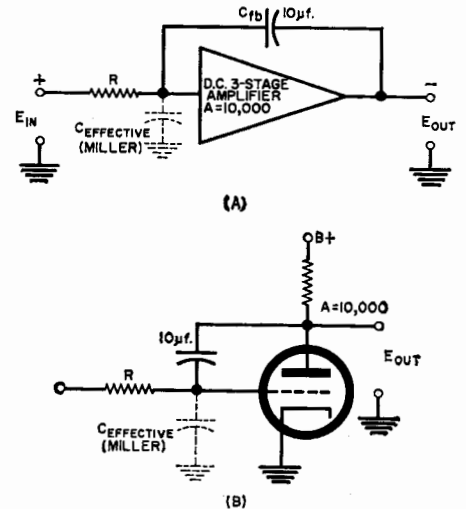 Cfb 10µf.
D.C. 3-STAGE
AMPLIFIER
A=10,000
+
R
−
EIN
CEFFECTIVE
(MILLER)
EOUT
(A)
B+
A=10,000
10µf.
EOUT
R
CEFFECTIVE
(MILLER)
(B)